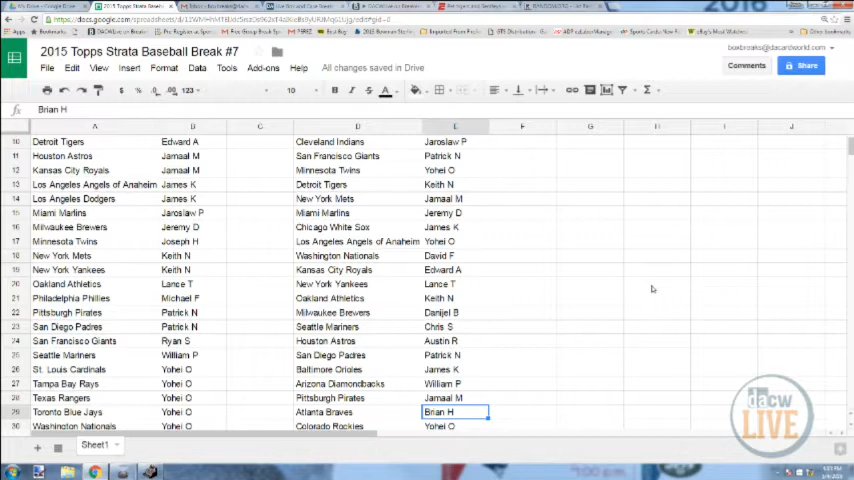 2015 Topps Strata Baseball Break #7
boxbreaks@dacardworld.com
File Edit View Insert Format Data Tools Add-ons Help All changes saved in Drive
Comments Share
$ % .0 .00 123 10 B I S A
fx Brian H
A B C D E F G H I J
10 Detroit Tigers Edward A Cleveland Indians Jaroslaw P
11 Houston Astros Jamaal M San Francisco Giants Patrick N
12 Kansas City Royals Jamaal M Minnesota Twins Yohei O
13 Los Angeles Angels of Anaheim James K Detroit Tigers Keith N
14 Los Angeles Dodgers James K New York Mets Jamaal M
15 Miami Marlins Jaroslaw P Miami Marlins Jeremy D
16 Milwaukee Brewers Jeremy D Chicago White Sox James K
17 Minnesota Twins Joseph H Los Angeles Angels of Anaheim Yohei O
18 New York Mets Keith N Washington Nationals David F
19 New York Yankees Keith N Kansas City Royals Edward A
20 Oakland Athletics Lance T New York Yankees Lance T
21 Philadelphia Phillies Michael F Oakland Athletics Keith N
22 Pittsburgh Pirates Patrick N Milwaukee Brewers Danijel B
23 San Diego Padres Patrick N Seattle Mariners Chris S
24 San Francisco Giants Ryan S Houston Astros Austin R
25 Seattle Mariners William P San Diego Padres Patrick N
26 St. Louis Cardinals Yohei O Baltimore Orioles James K
27 Tampa Bay Rays Yohei O Arizona Diamondbacks William P
28 Texas Rangers Yohei O Pittsburgh Pirates Jamaal M
29 Toronto Blue Jays Yohei O Atlanta Braves Brian H
30 Washington Nationals Yohei O Colorado Rockies Yohei O
Sheet1
dacw
LIVE